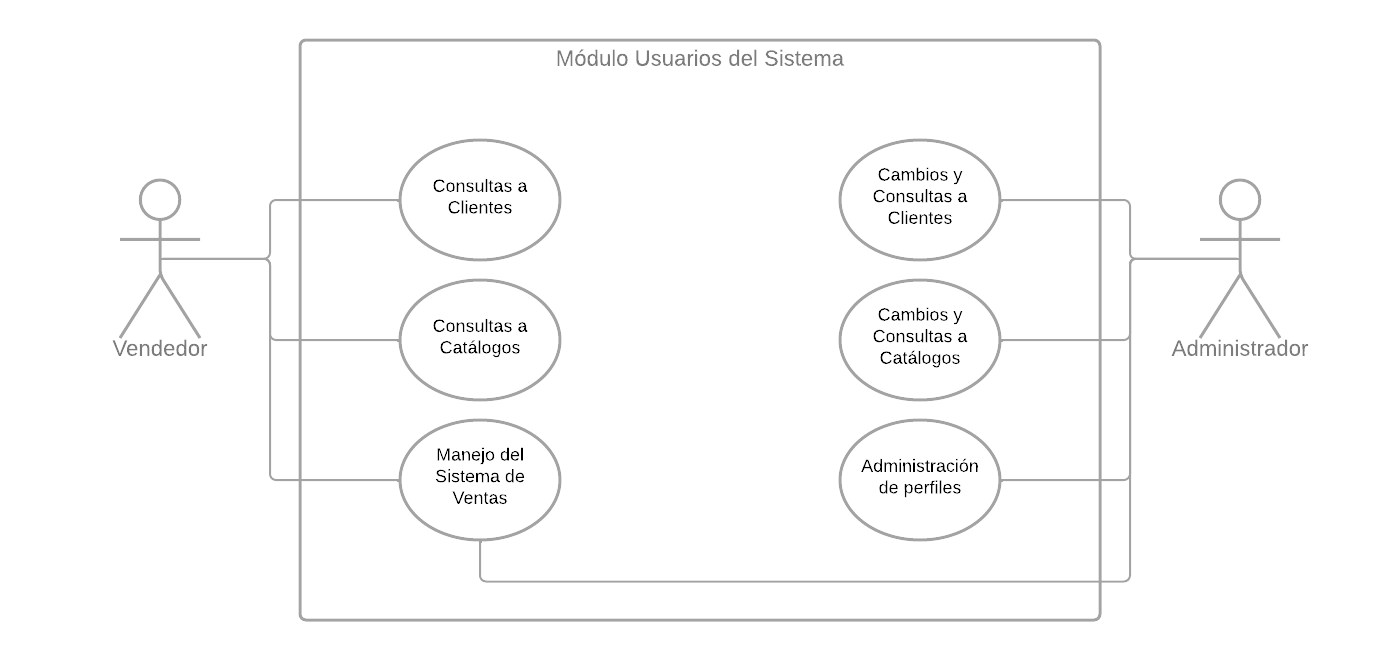 Módulo Usuarios del Sistema
Consultas a
Clientes
Cambios y
Consultas a
Clientes
Consultas a
Catálogos
Cambios y
Consultas a
Catálogos
Vendedor
Administrador
Manejo del
Sistema de
Ventas
Administración
de perfiles